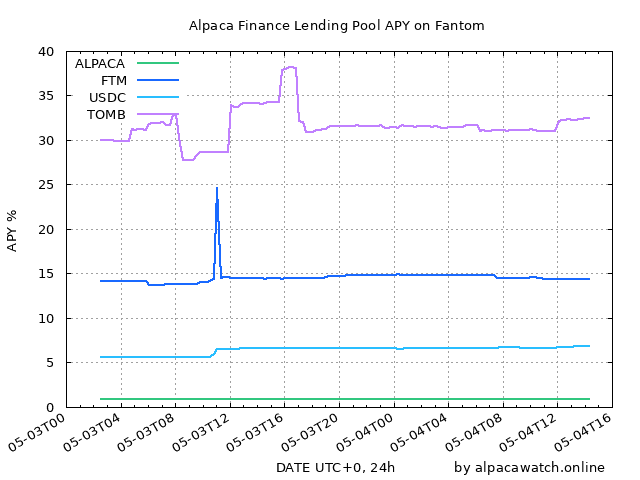 Alpaca Finance Lending Pool APY on Fantom
ALPACA
FTM
USDC
TOMB
40
35
30
25
20
15
10
5
0
APY %
05-03T00
05-03T04
05-03T08
05-03T12
05-03T16
05-03T20
05-04T00
05-04T04
05-04T08
05-04T12
05-04T16
DATE UTC+0, 24h
by alpacawatch.online